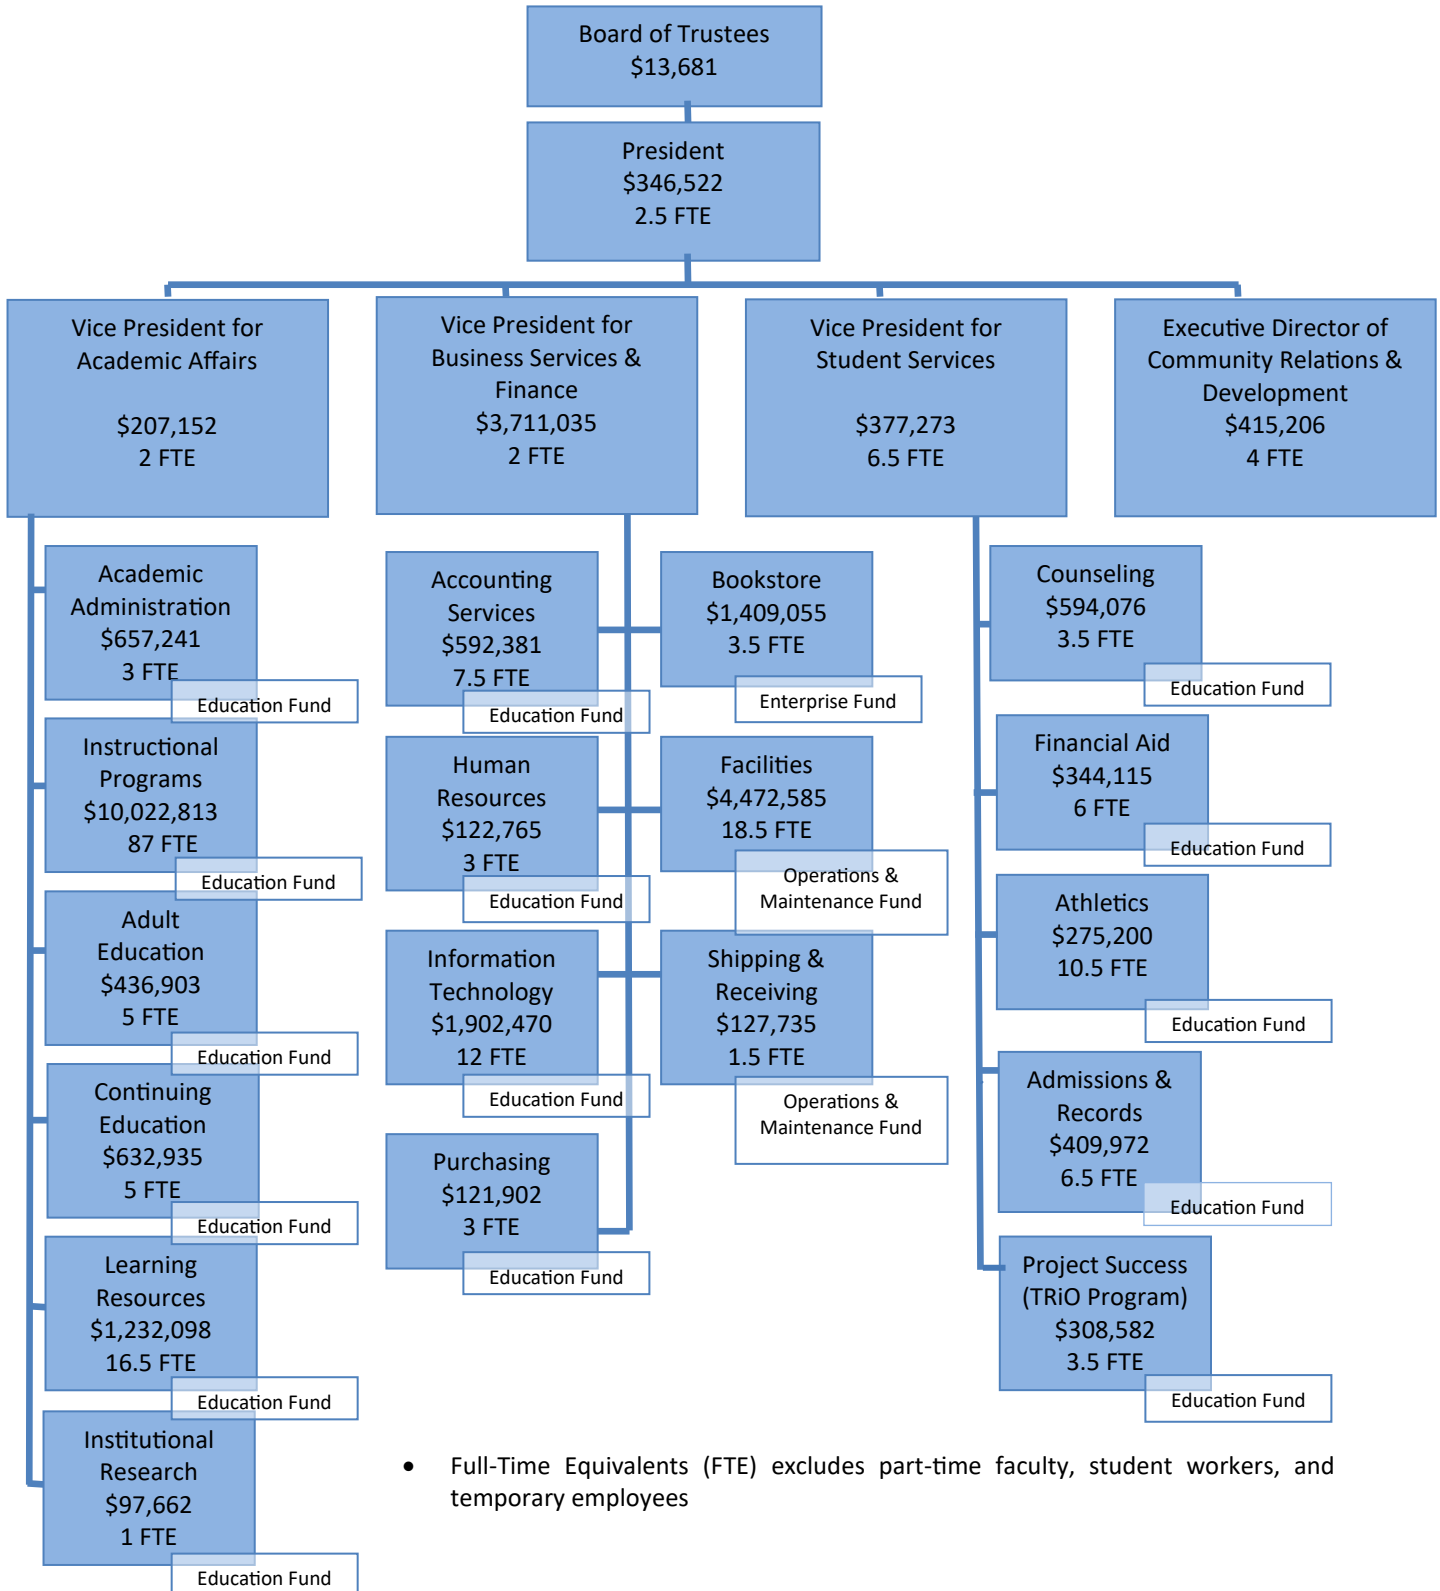 Board of Trustees
$13,681
President
$346,522
2.5 FTE
Vice President for
Academic Affairs
$207,152
2 FTE
Vice President for
Business Services &
Finance
$3,711,035
2 FTE
Vice President for
Student Services
$377,273
6.5 FTE
Executive Director of
Community Relations &
Development
$415,206
4 FTE
Academic
Administration
$657,241
3 FTE
Education Fund
Instructional
Programs
$10,022,813
87 FTE
Education Fund
Adult
Education
$436,903
5 FTE
Education Fund
Continuing
Education
$632,935
5 FTE
Education Fund
Learning
Resources
$1,232,098
16.5 FTE
Education Fund
Institutional
Research
$97,662
1 FTE
Education Fund
Accounting
Services
$592,381
7.5 FTE
Education Fund
Human
Resources
$122,765
3 FTE
Education Fund
Information
Technology
$1,902,470
12 FTE
Education Fund
Purchasing
$121,902
3 FTE
Education Fund
Bookstore
$1,409,055
3.5 FTE
Enterprise Fund
Facilities
$4,472,585
18.5 FTE
Operations &
Maintenance Fund
Shipping &
Receiving
$127,735
1.5 FTE
Operations &
Maintenance Fund
Counseling
$594,076
3.5 FTE
Education Fund
Financial Aid
$344,115
6 FTE
Education Fund
Athletics
$275,200
10.5 FTE
Education Fund
Admissions &
Records
$409,972
6.5 FTE
Education Fund
Project Success
(TRiO Program)
$308,582
3.5 FTE
Education Fund
• Full-Time Equivalents (FTE) excludes part-time faculty, student workers, and
temporary employees